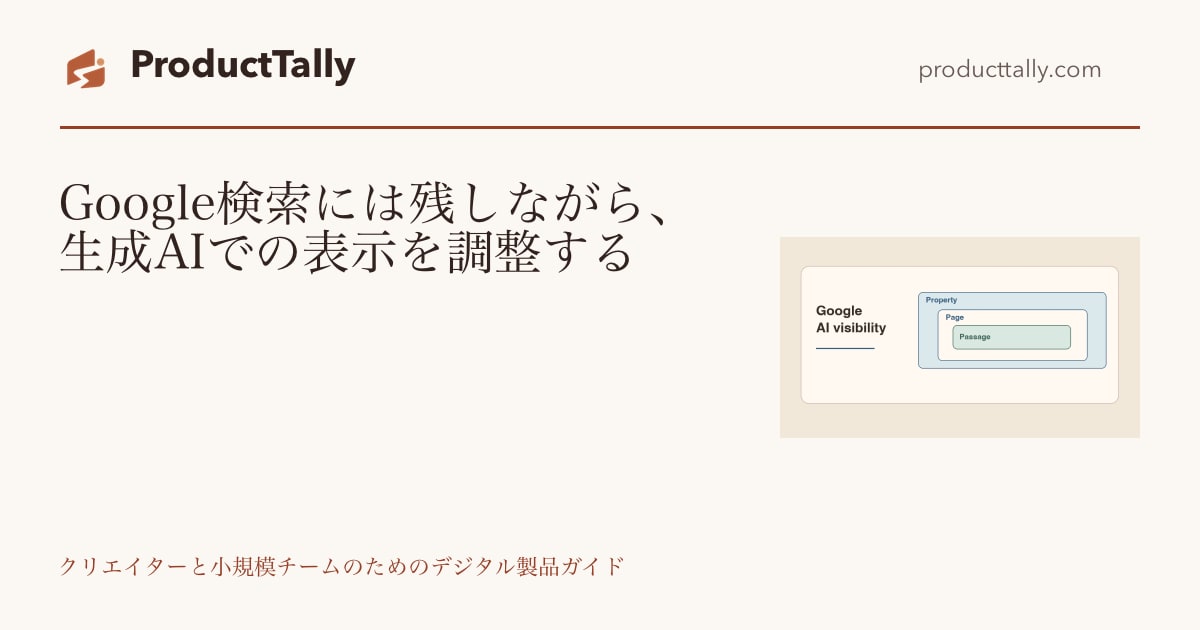 ProductTally
producttally.com
Google検索には残しながら、
生成AIでの表示を調整する
Google
AI visibility
Property
Page
Passage
クリエイターと小規模チームのためのデジタル製品ガイド